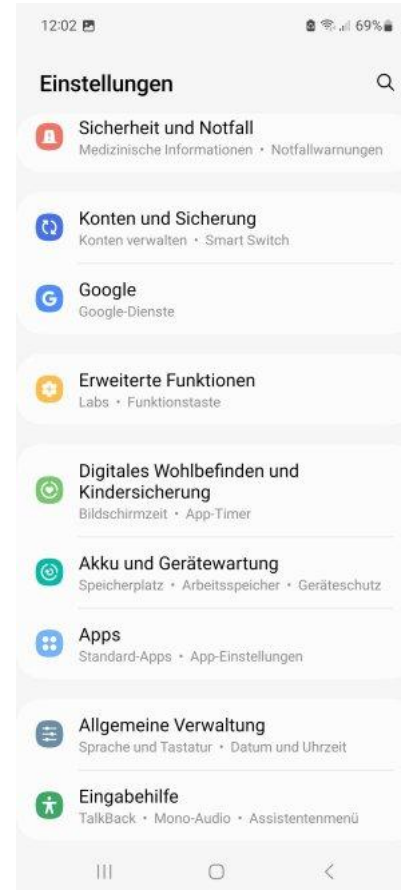 12:02 69%
Einstellungen
Sicherheit und Notfall
Medizinische Informationen • Notfallwarnungen
Konten und Sicherung
Konten verwalten • Smart Switch
Google
Google-Dienste
Erweiterte Funktionen
Labs • Funktionstaste
Digitales Wohlbefinden und
Kindersicherung
Bildschirmzeit • App-Timer
Akku und Gerätewartung
Speicherplatz • Arbeitsspeicher • Geräteschutz
Apps
Standard-Apps • App-Einstellungen
Allgemeine Verwaltung
Sprache und Tastatur • Datum und Uhrzeit
Eingabehilfe
TalkBack • Mono-Audio • Assistentenmenü